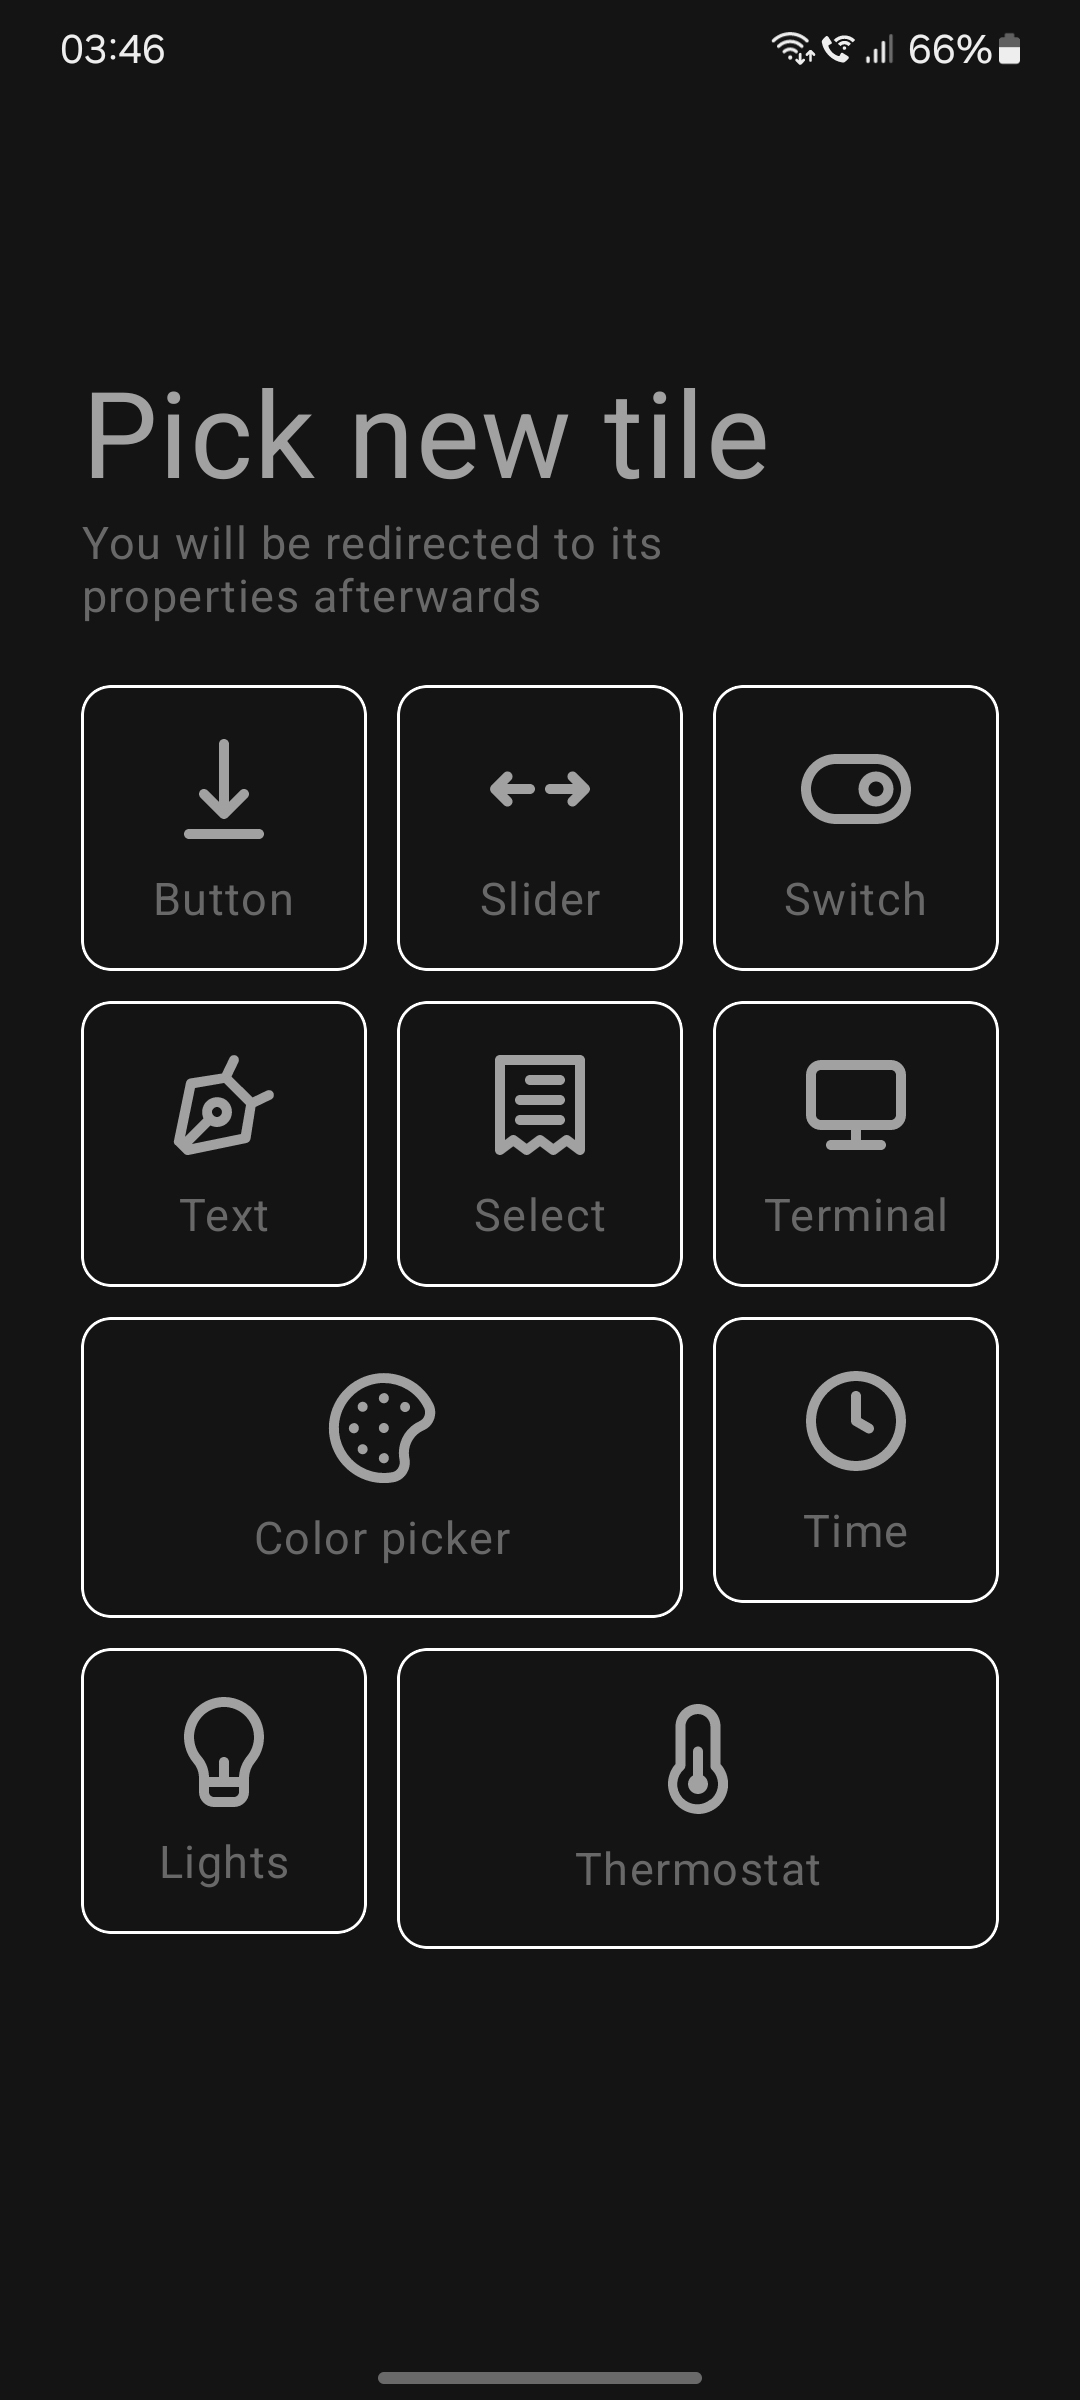 03:46 66%
Pick new tile
You will be redirected to its
properties afterwards
Button Slider Switch
Text Select Terminal
Color picker Time
Lights Thermostat